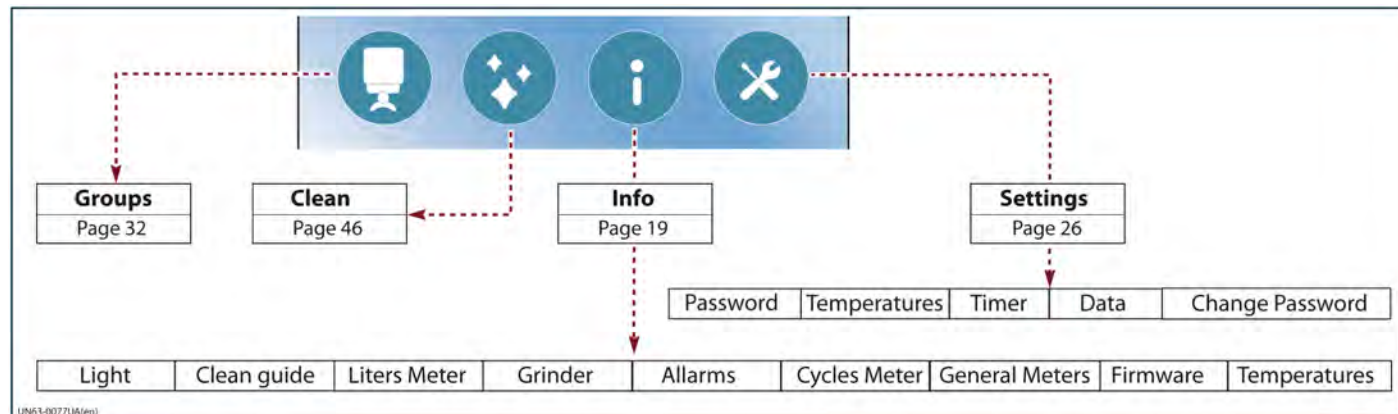 Groups
Page 32
Clean
Page 46
Info
Page 19
Settings
Page 26
Password Temperatures Timer Data Change Password
Light Clean guide Liters Meter Grinder Allarms Cycles Meter General Meters Firmware Temperatures
UN63-0077UA(en)